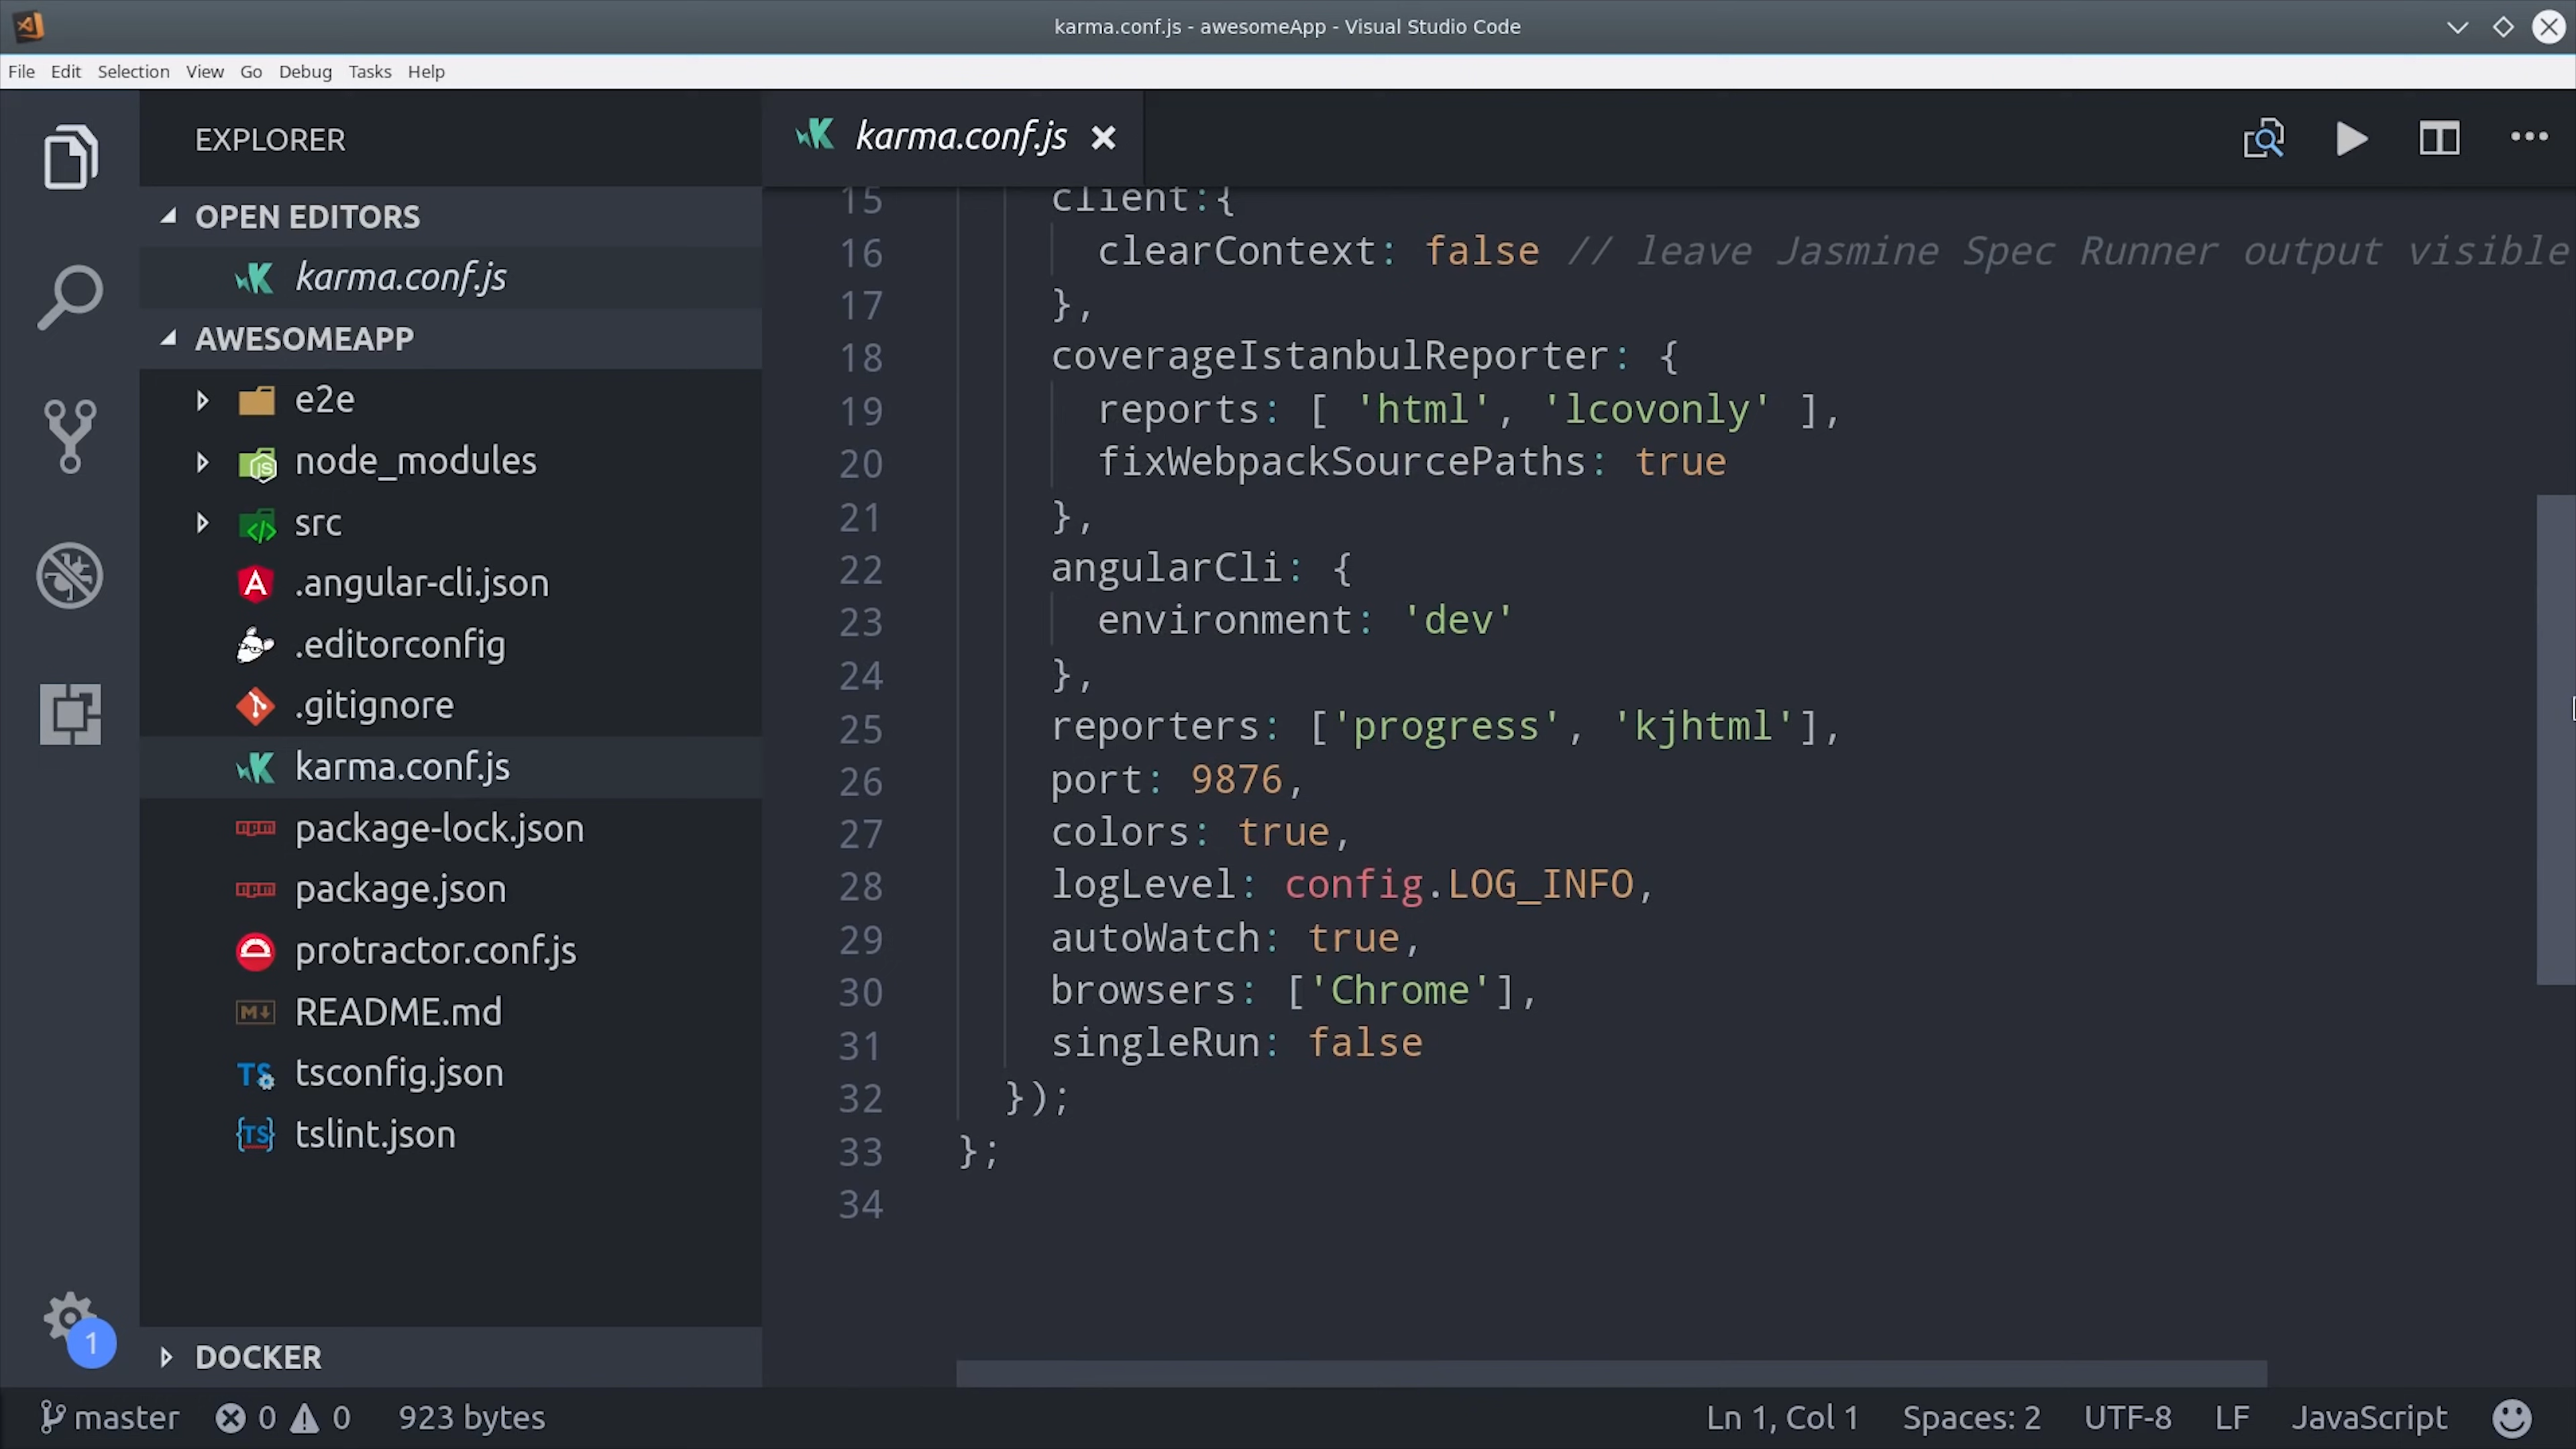 karma.conf.js - awesomeApp - Visual Studio Code
File Edit Selection View Go Debug Tasks Help
EXPLORER
OPEN EDITORS
karma.conf.js
AWESOMEAPP
e2e
node_modules
src
.angular-cli.json
.editorconfig
.gitignore
karma.conf.js
package-lock.json
package.json
protractor.conf.js
README.md
tsconfig.json
tslint.json
DOCKER
1
karma.conf.js
15 client:{
16 clearContext: false // leave Jasmine Spec Runner output visible
17 },
18 coverageIstanbulReporter: {
19 reports: [ 'html', 'lcovonly' ],
20 fixWebpackSourcePaths: true
21 },
22 angularCli: {
23 environment: 'dev'
24 },
25 reporters: ['progress', 'kjhtml'],
26 port: 9876,
27 colors: true,
28 logLevel: config.LOG_INFO,
29 autoWatch: true,
30 browsers: ['Chrome'],
31 singleRun: false
32 });
33 };
34
master 0 0 923 bytes Ln 1, Col 1 Spaces: 2 UTF-8 LF JavaScript